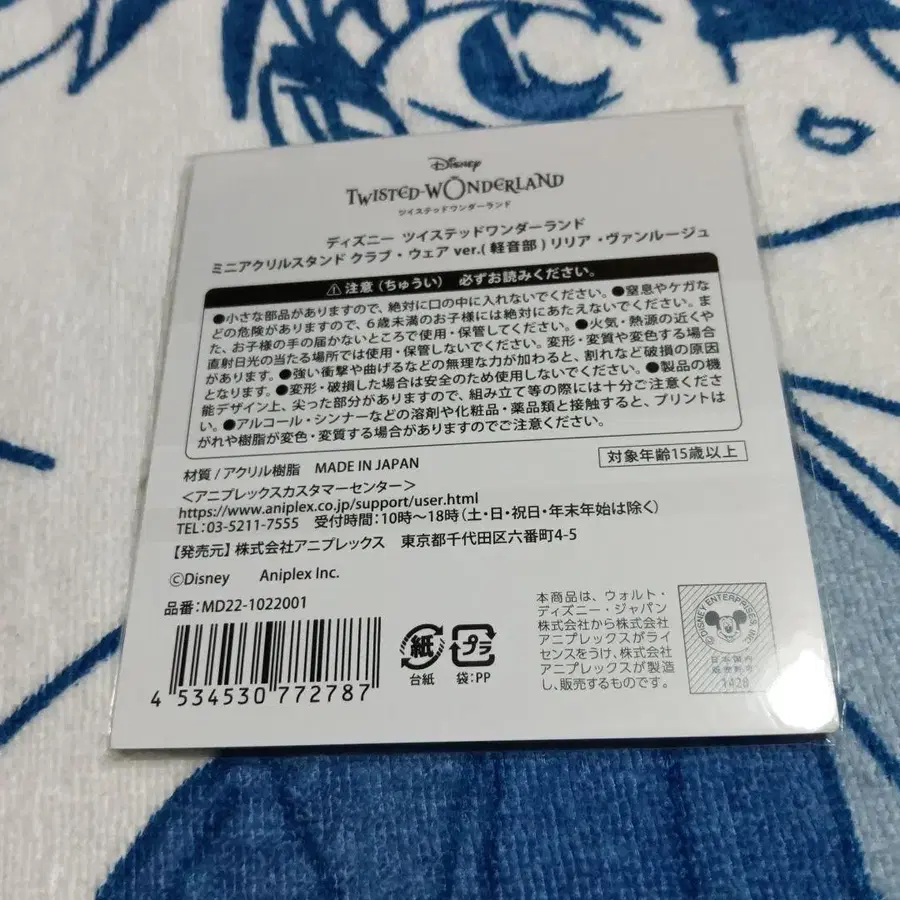 Disney
TWISTED-WONDERLAND
ツイステッドワンダーランド
ディズニー ツイステッドワンダーランド
ミニアクリルスタンド クラブ・ウェア ver.( 軽音部 ) リリア・ヴァンルージュ
注意（ちゅうい） 必ずお読みください。
●小さな部品がありますので、絶対に口の中に入れないでください。●窒息やケガな
どの危険がありますので、6歳未満のお子様には絶対にあたえないでください。ま
た、お子様の手の届かないところで使用・保管してください。●火気・熱源の近くや
直射日光の当たる場所では使用・保管しないでください。変形・変質や変色する場合
があります。●強い衝撃や曲げるなどの無理な力が加わると、割れなど破損の原因
となります。●変形・破損した場合は安全のため使用しないでください。●製品の機
能デザイン上、尖った部分がありますので、組み立て等の際には十分ご注意くださ
い。●アルコール・シンナーなどの溶剤や化粧品・薬品類と接触すると、プリントは
がれや樹脂が変色・変質する場合がありますのでご注意ください。
材質 / アクリル樹脂 MADE IN JAPAN
対象年齢15歳以上
＜アニプレックスカスタマーセンター＞
https://www.aniplex.co.jp/support/user.html
TEL：03-5211-7555 受付時間：10時～18時（土・日・祝日・年末年始は除く）
【発売元】株式会社アニプレックス 東京都千代田区六番町4-5
©Disney Aniplex Inc.
品番：MD22-1022001
4 534530 772787
紙
台紙
プラ
袋：PP
本商品は、ウォルト・
ディズニー・ジャパン
株式会社から株式会社
アニプレックスがライ
センスをうけ、株式会社
アニプレックスが製造
し、販売するものです。
©DISNEY ENTERPRISES, INC.
日本国内
販売許可
1428